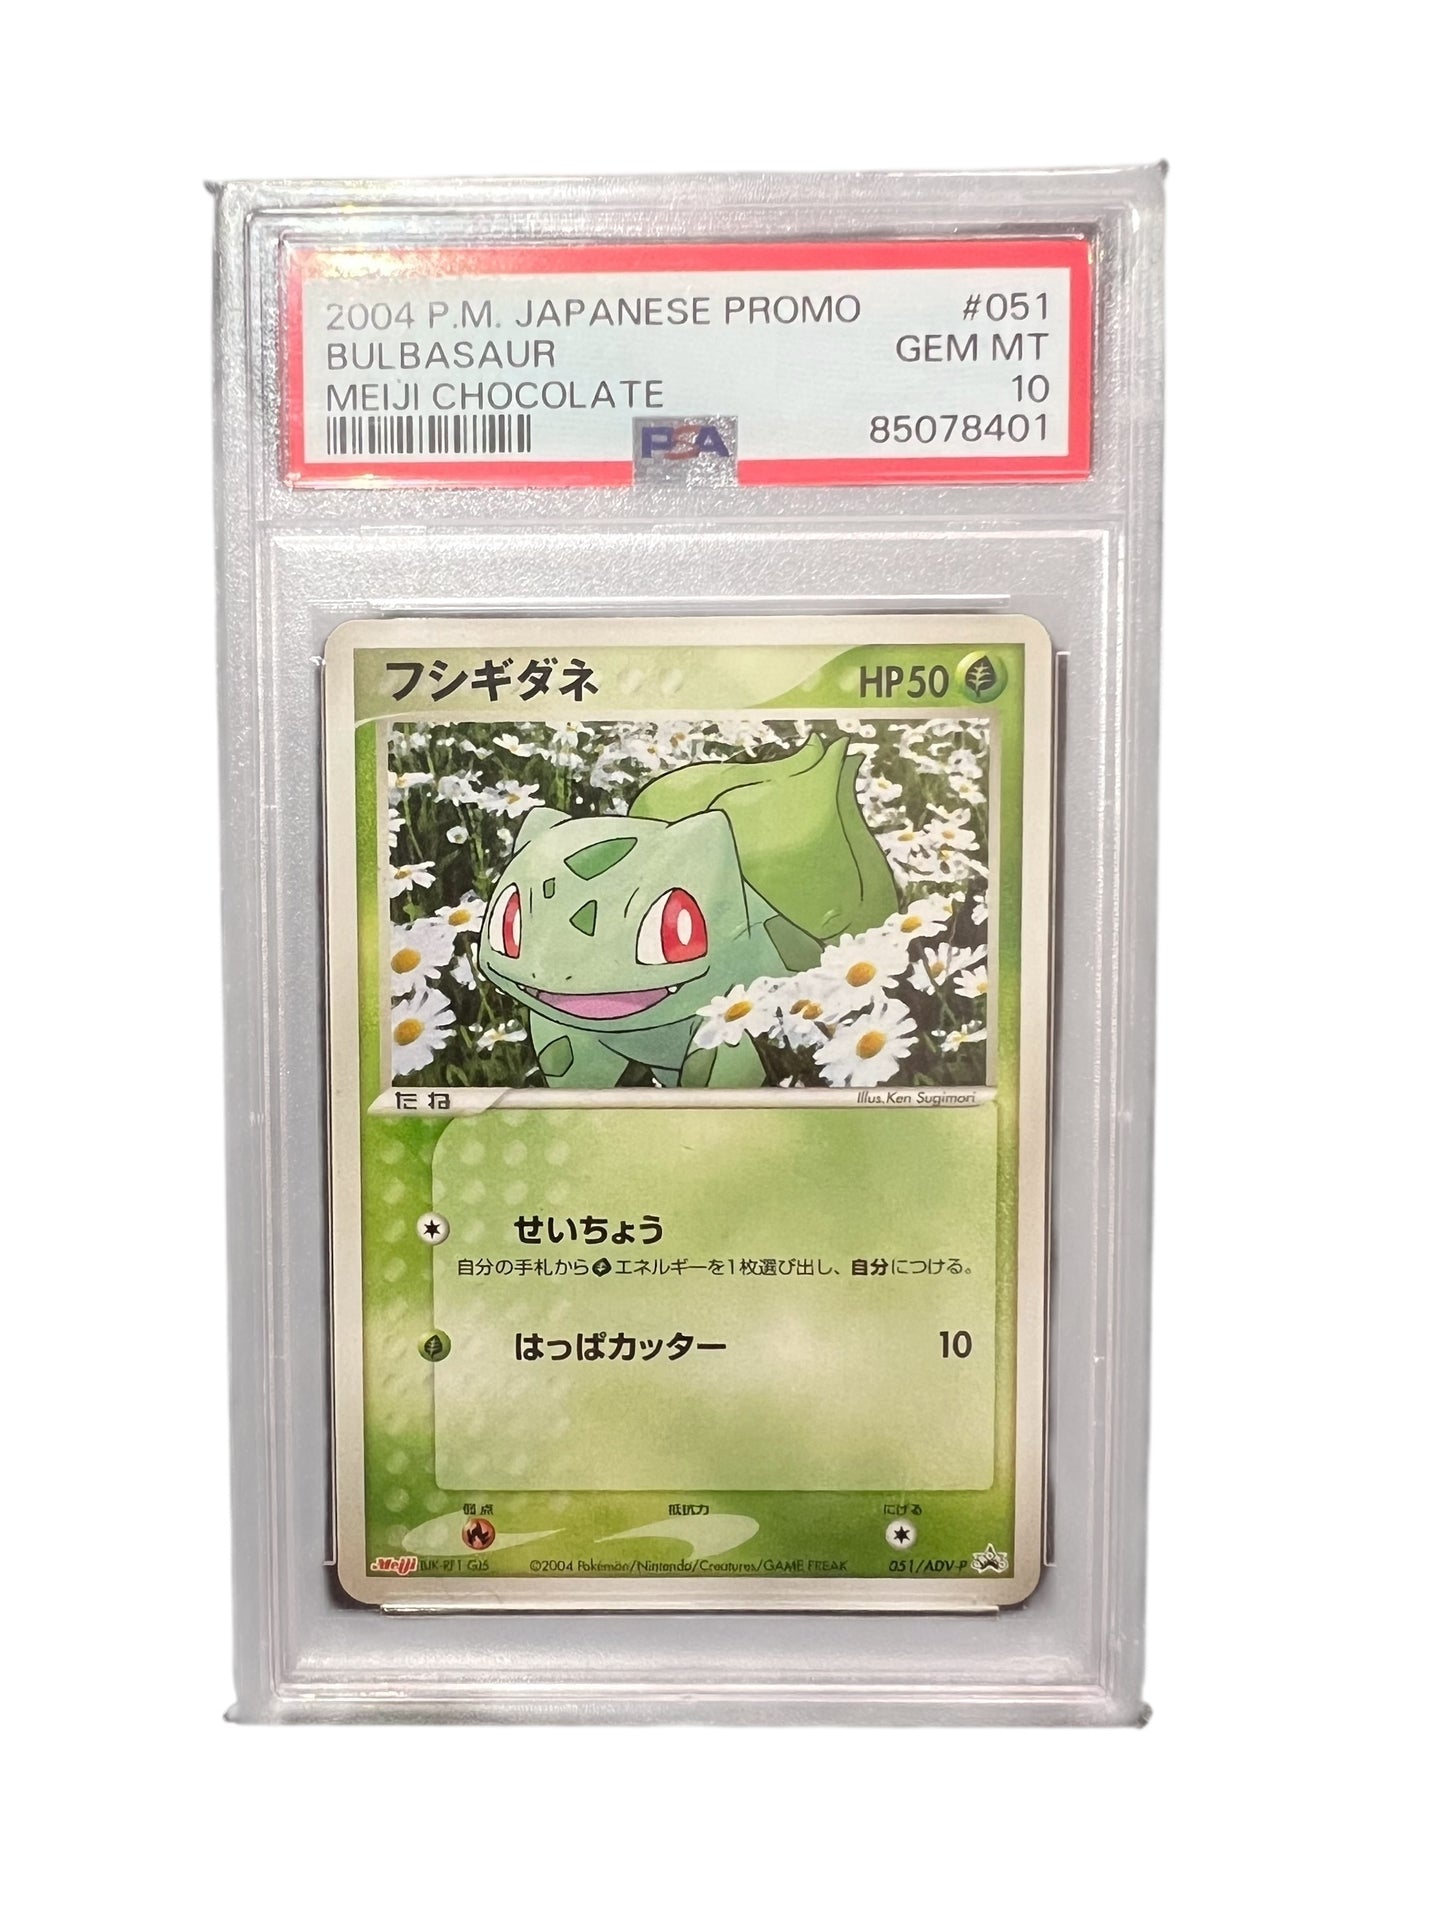 2004 P.M. JAPANESE PROMO #051
BULBASAUR GEM MT
MEIJI CHOCOLATE 10
PSA 85078401
フシギダネ HP50
たね Illus. Ken Sugimori
せいちょう
自分の手札からエネルギーを1枚選び出し、自分につける。
はっぱカッター 10
弱点 抵抗力 にげる
Meiji ©2004 Pokémon/Nintendo/Creatures/GAME FREAK 051/ADV-P